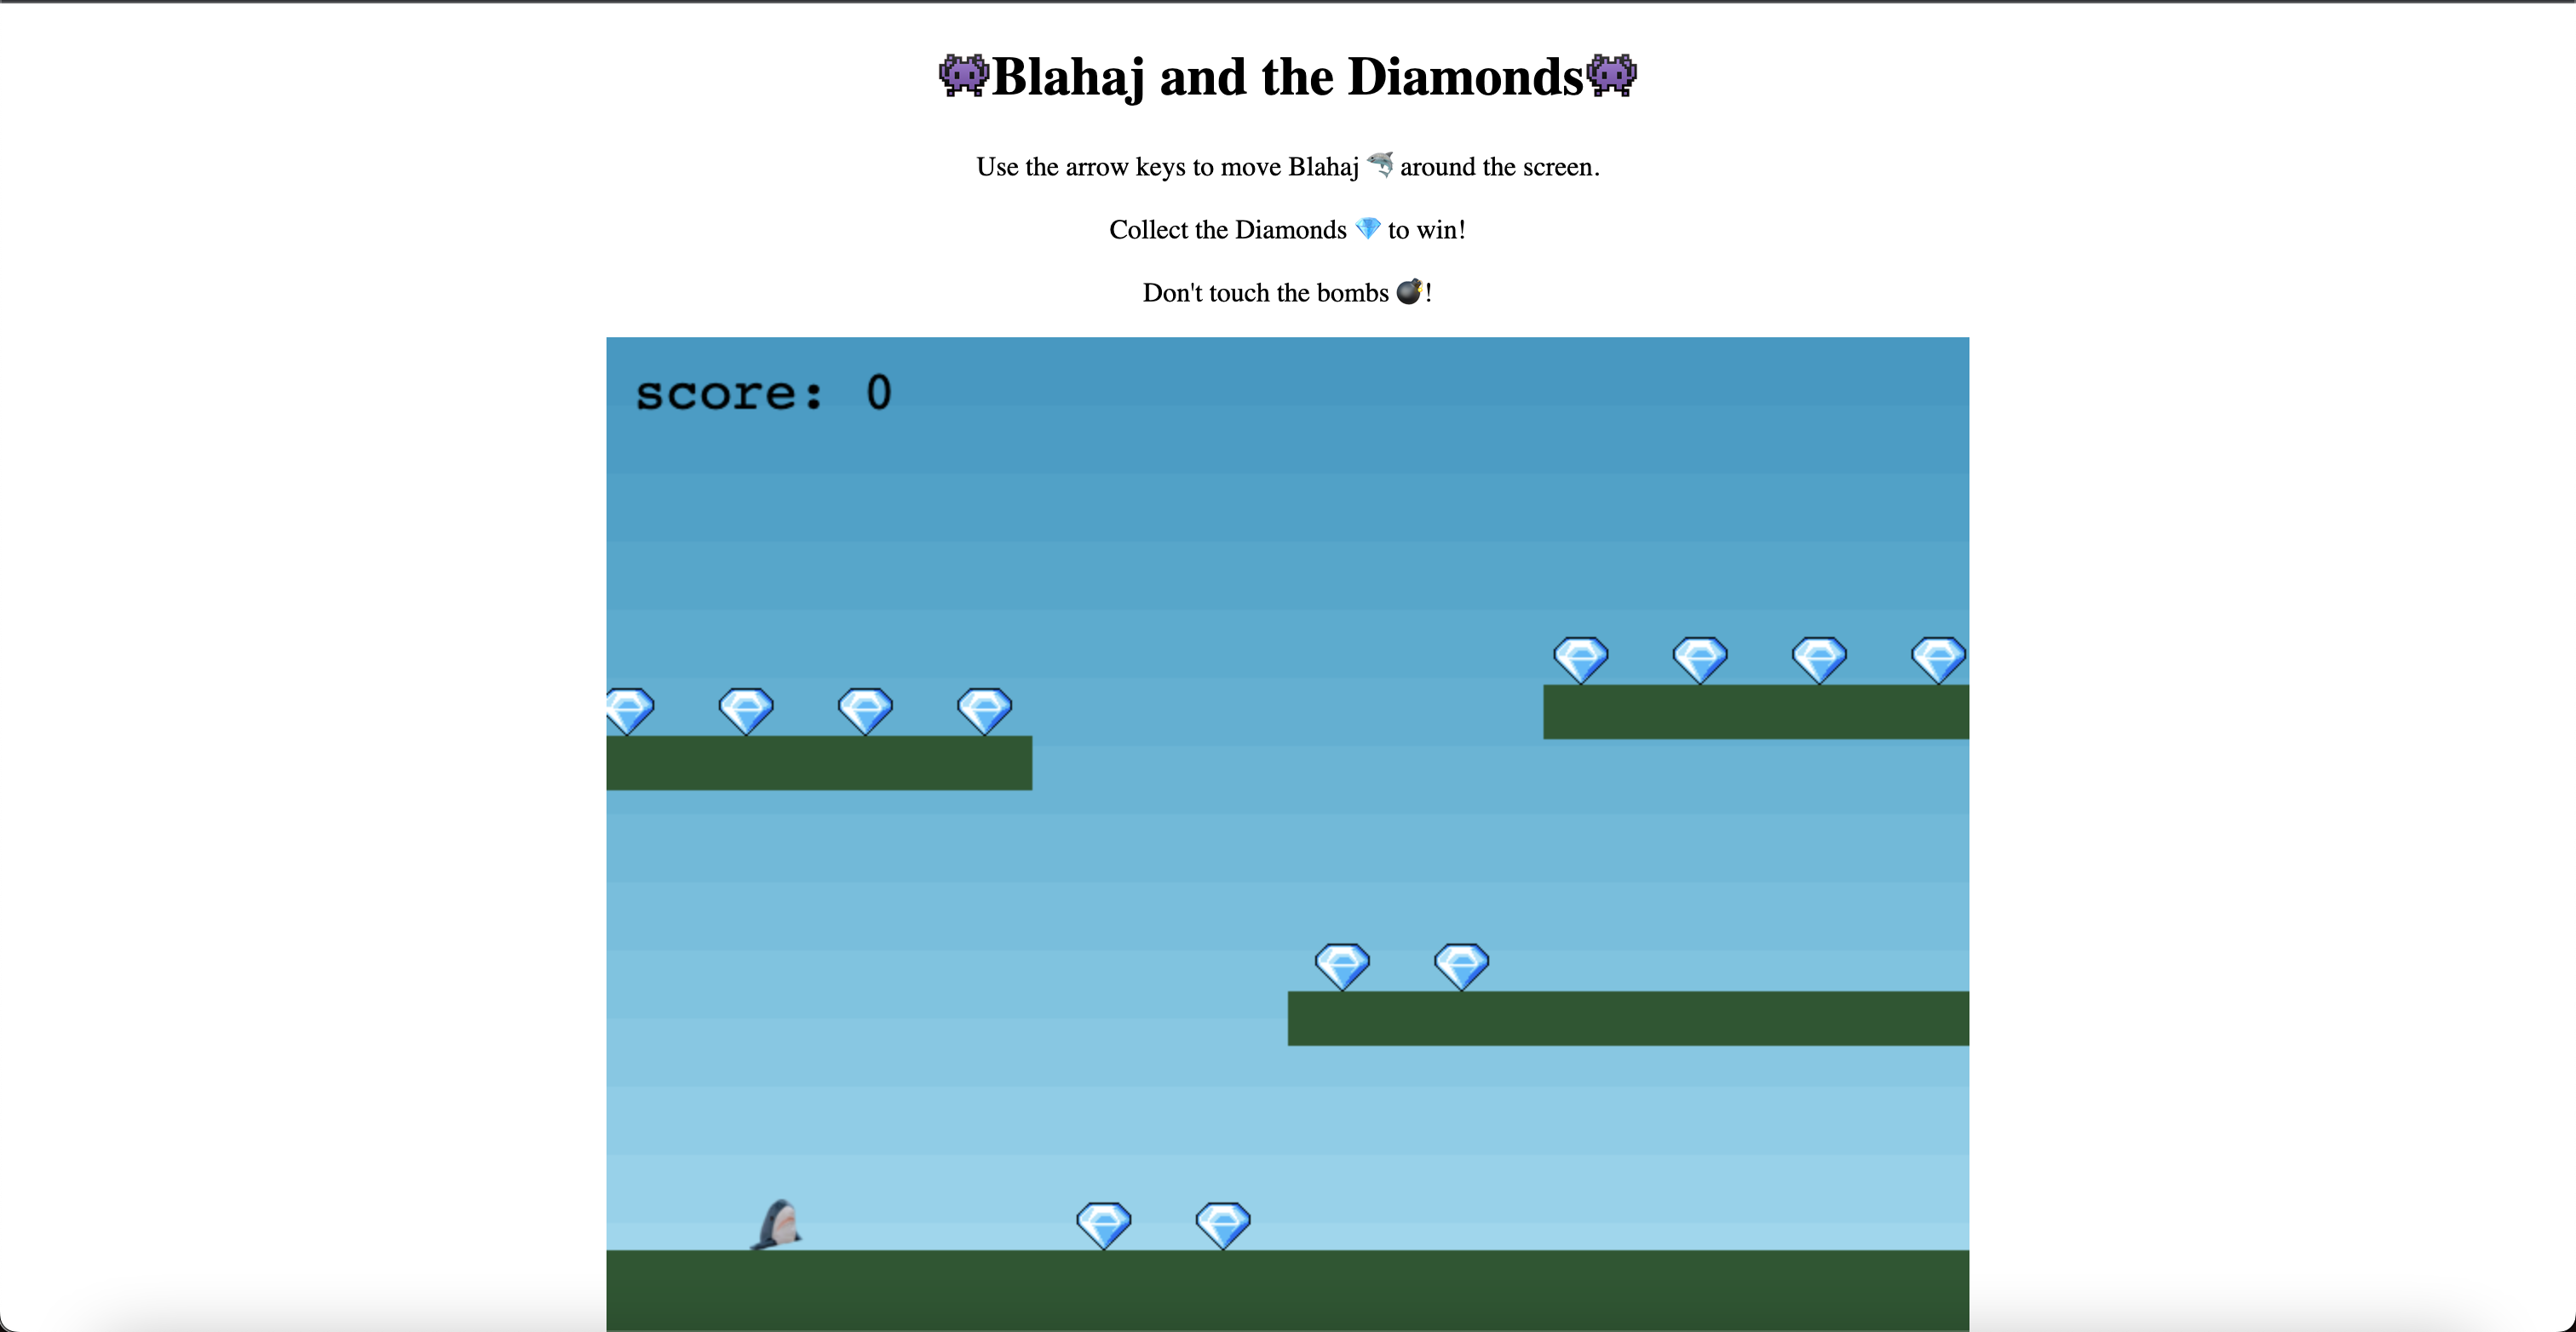 👾Blahaj and the Diamonds👾
Use the arrow keys to move Blahaj 🦈 around the screen.
Collect the Diamonds 💎 to win!
Don't touch the bombs 💣!
score: 0